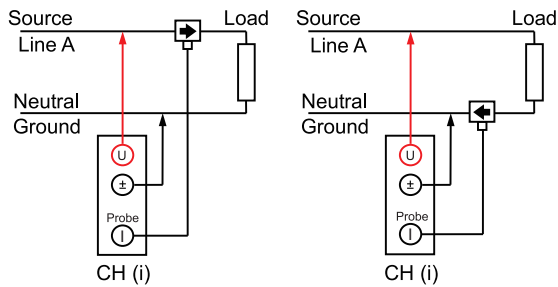 Source
Load
Line A
Neutral
Ground
U
±
Probe
I
CH (i)
Source
Load
Line A
Neutral
Ground
U
±
Probe
I
CH (i)